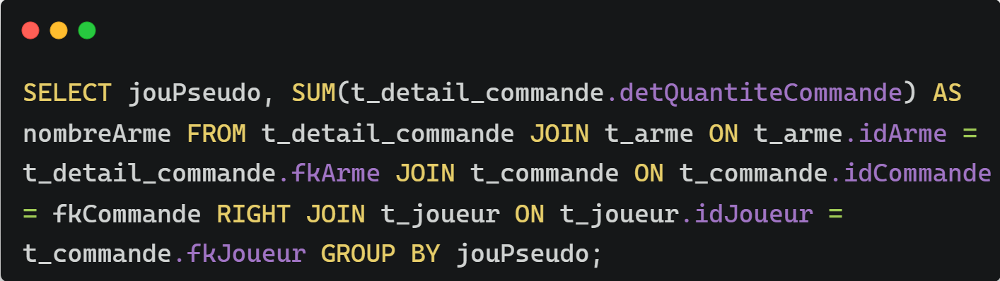 SELECT jouPseudo, SUM(t_detail_commande.detQuantiteCommande) AS
nombreArme FROM t_detail_commande JOIN t_arme ON t_arme.idArme =
t_detail_commande.fkArme JOIN t_commande ON t_commande.idCommande
= fkCommande RIGHT JOIN t_joueur ON t_joueur.idJoueur =
t_commande.fkJoueur GROUP BY jouPseudo;